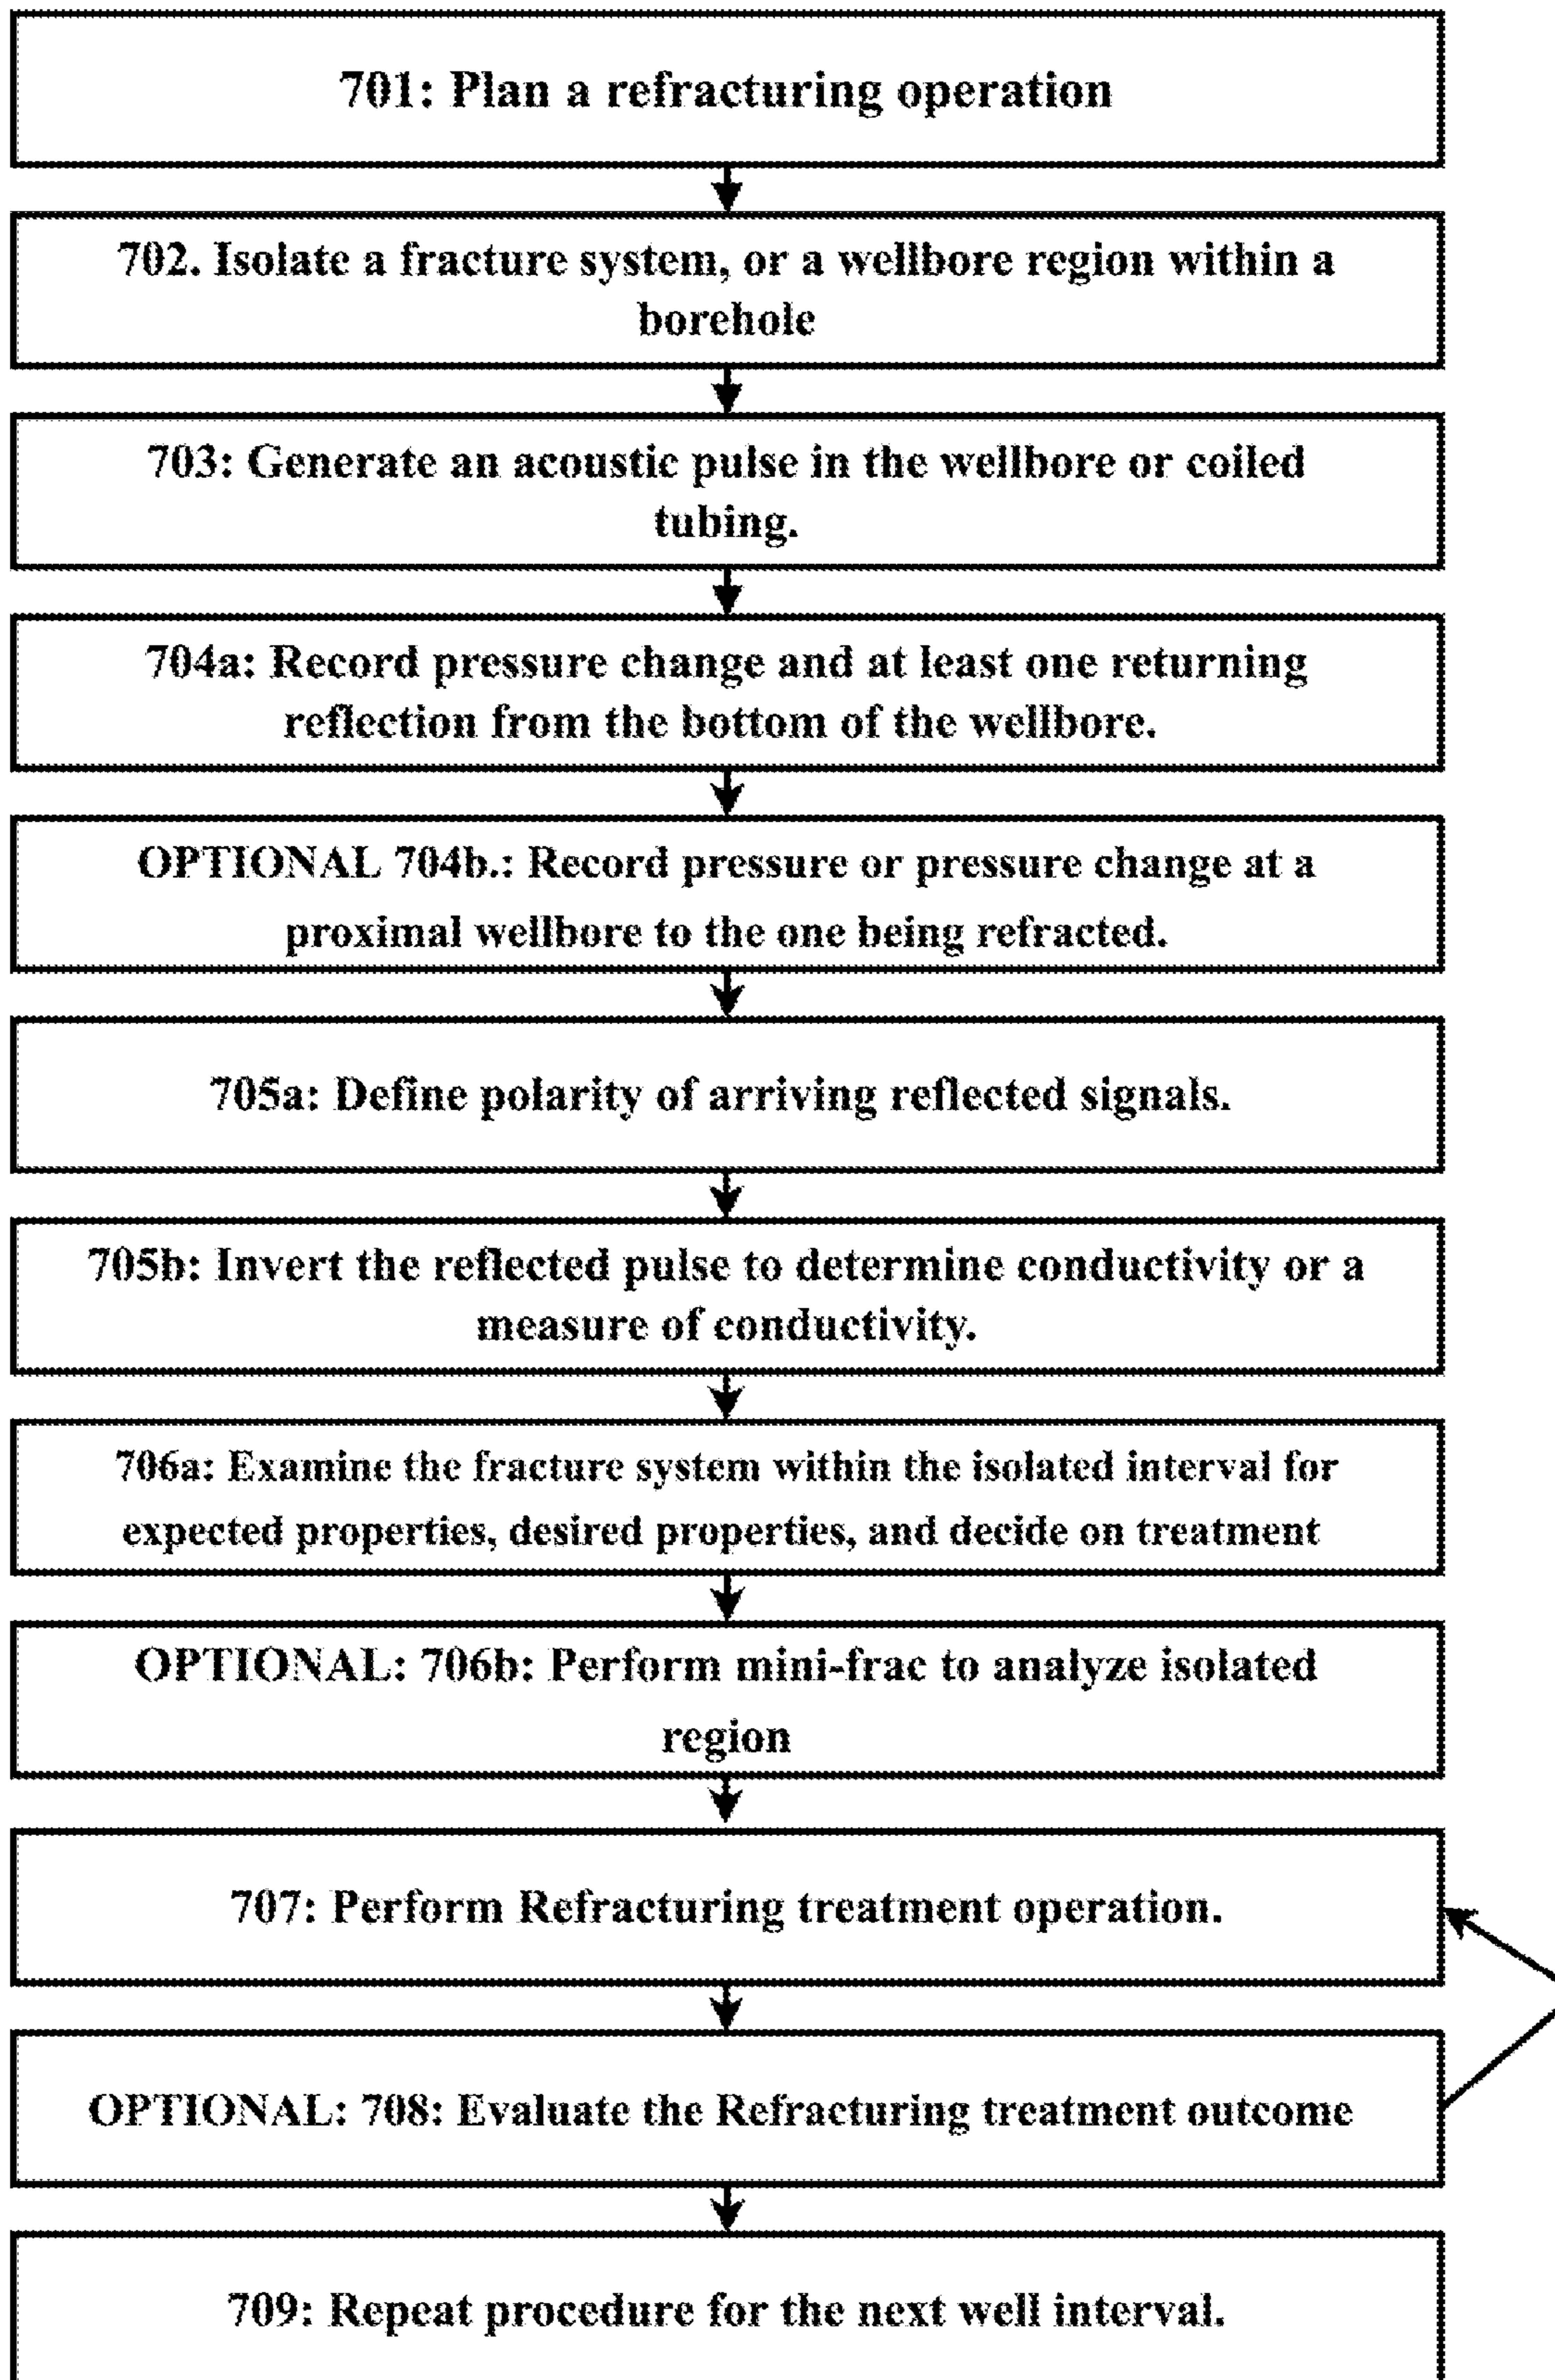 701: Plan a refracturing operation
702. Isolate a fracture system, or a wellbore region within a
borehole
703: Generate an acoustic pulse in the wellbore or coiled
tubing.
704a: Record pressure change and at least one returning
reflection from the bottom of the wellbore.
OPTIONAL 704b.: Record pressure or pressure change at a
proximal wellbore to the one being refracted.
705a: Define polarity of arriving reflected signals.
705b: Invert the reflected pulse to determine conductivity or a
measure of conductivity.
706a: Examine the fracture system within the isolated interval for
expected properties, desired properties, and decide on treatment
OPTIONAL: 706b: Perform mini-frac to analyze isolated
region
707: Perform Refracturing treatment operation.
OPTIONAL: 708: Evaluate the Refracturing treatment outcome
709: Repeat procedure for the next well interval.